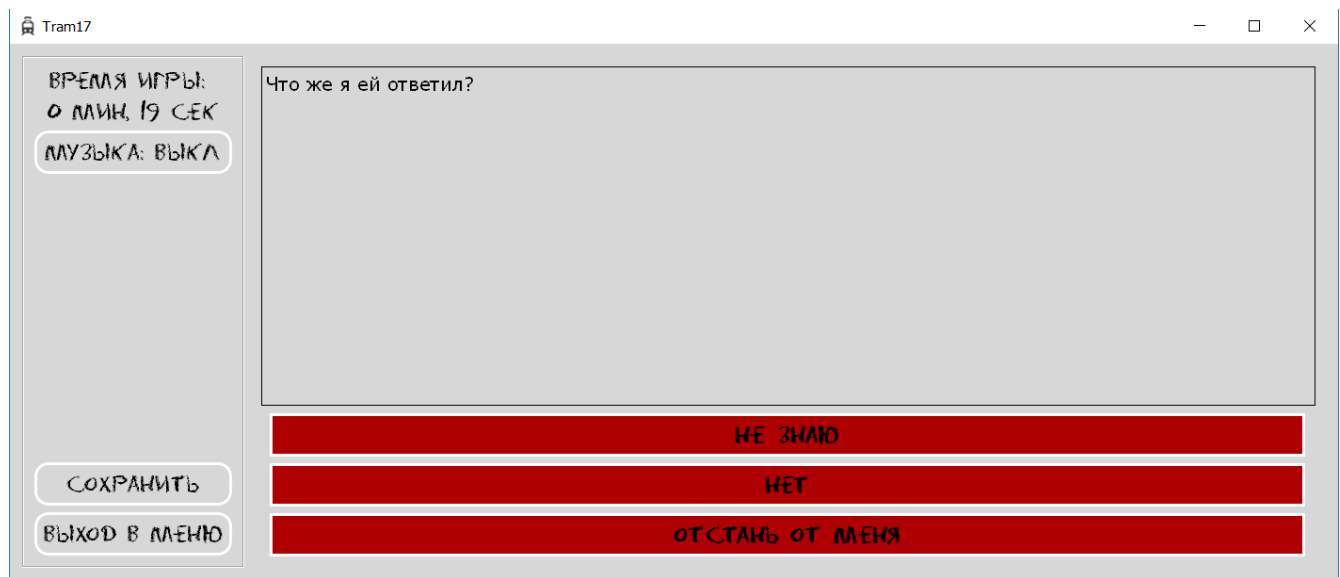 Tram17
ВРЕМЯ ИГРЫ:
0 МИН, 19 СЕК
МУЗЫКА: ВЫКЛ
Что же я ей ответил?
НЕ ЗНАЮ
НЕТ
ОТСТАНЬ ОТ МЕНЯ
СОХРАНИТЬ
ВЫХОД В МЕНЮ